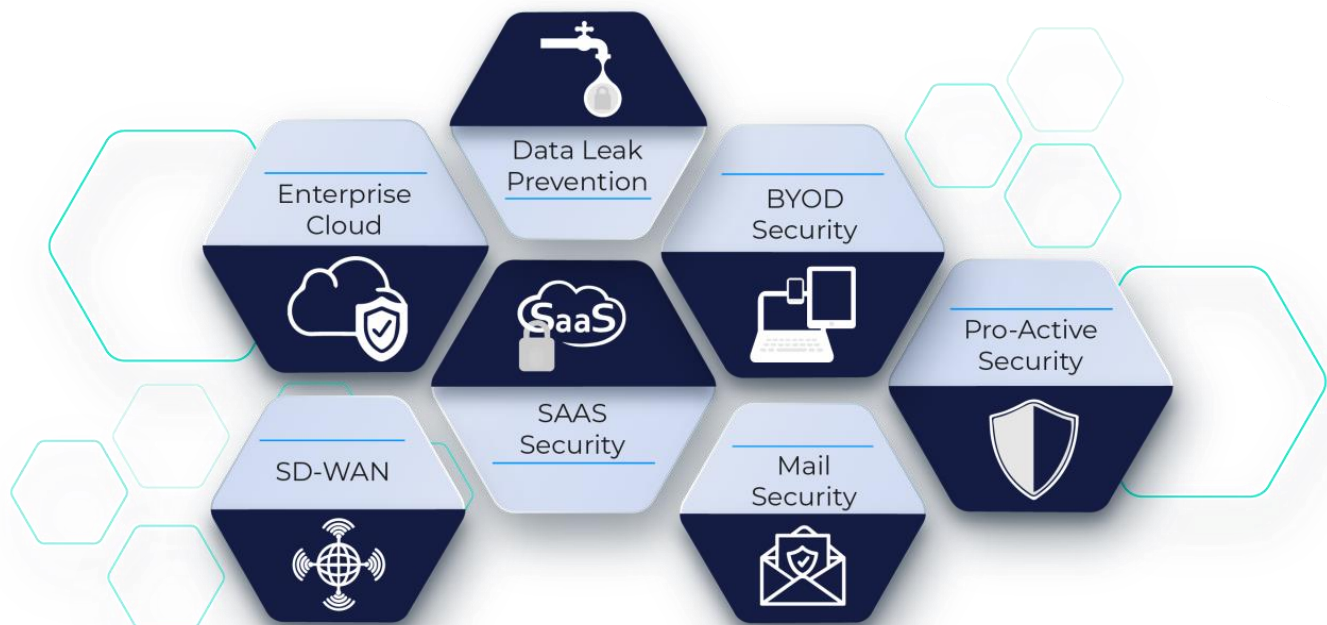 Data Leak
Prevention
Enterprise
Cloud
BYOD
Security
SaaS
SAAS
Security
Pro-Active
Security
SD-WAN
Mail
Security